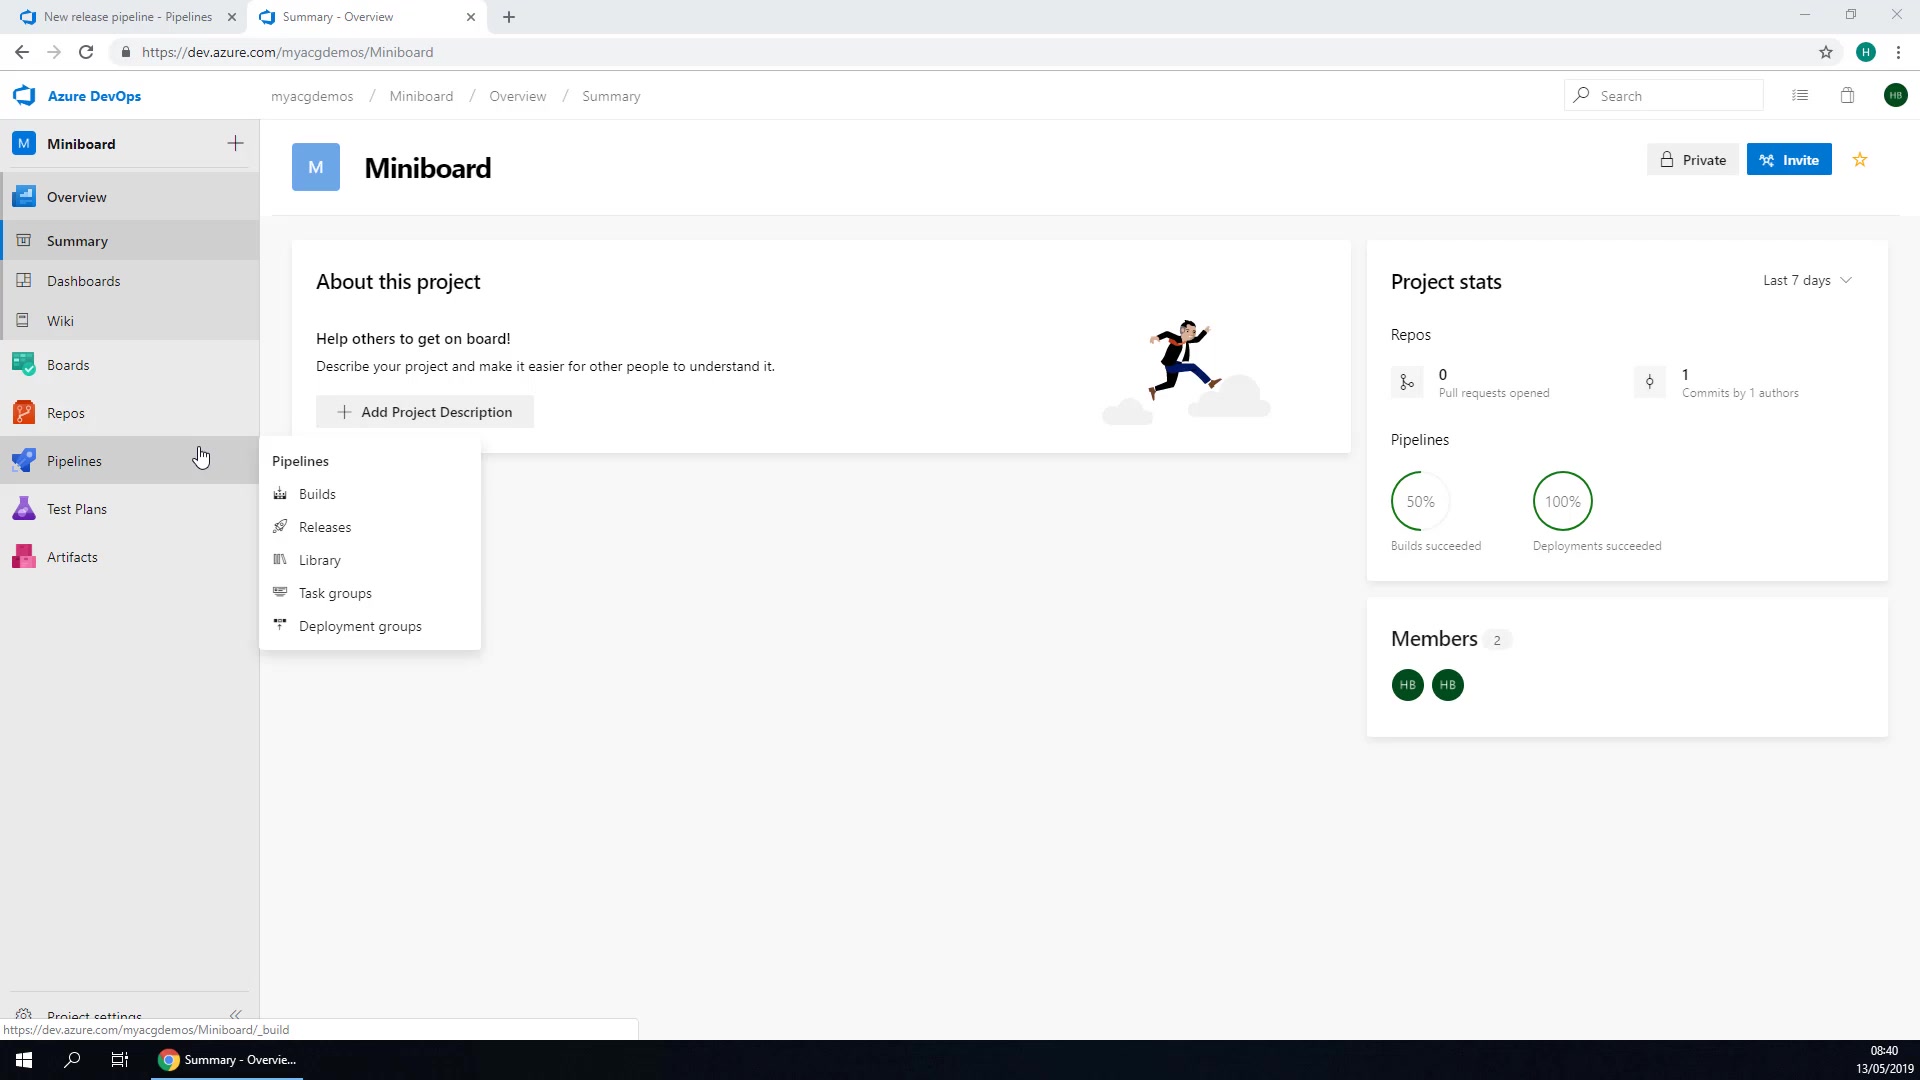 New release pipeline - Pipelines
Summary - Overview
https://dev.azure.com/myacgdemos/Miniboard
H
Azure DevOps
myacgdemos / Miniboard / Overview / Summary
Search
HB
M
Miniboard
Overview
Summary
Dashboards
Wiki
Boards
Repos
Pipelines
Test Plans
Artifacts
Project settings
https://dev.azure.com/myacgdemos/Miniboard/_build
M
Miniboard
Private
Invite
About this project
Help others to get on board!
Describe your project and make it easier for other people to understand it.
Add Project Description
Pipelines
Builds
Releases
Library
Task groups
Deployment groups
Project stats
Last 7 days
Repos
0
Pull requests opened
1
Commits by 1 authors
Pipelines
50%
Builds succeeded
100%
Deployments succeeded
Members 2
HB HB
Summary - Overvie...
08:40
13/05/2019